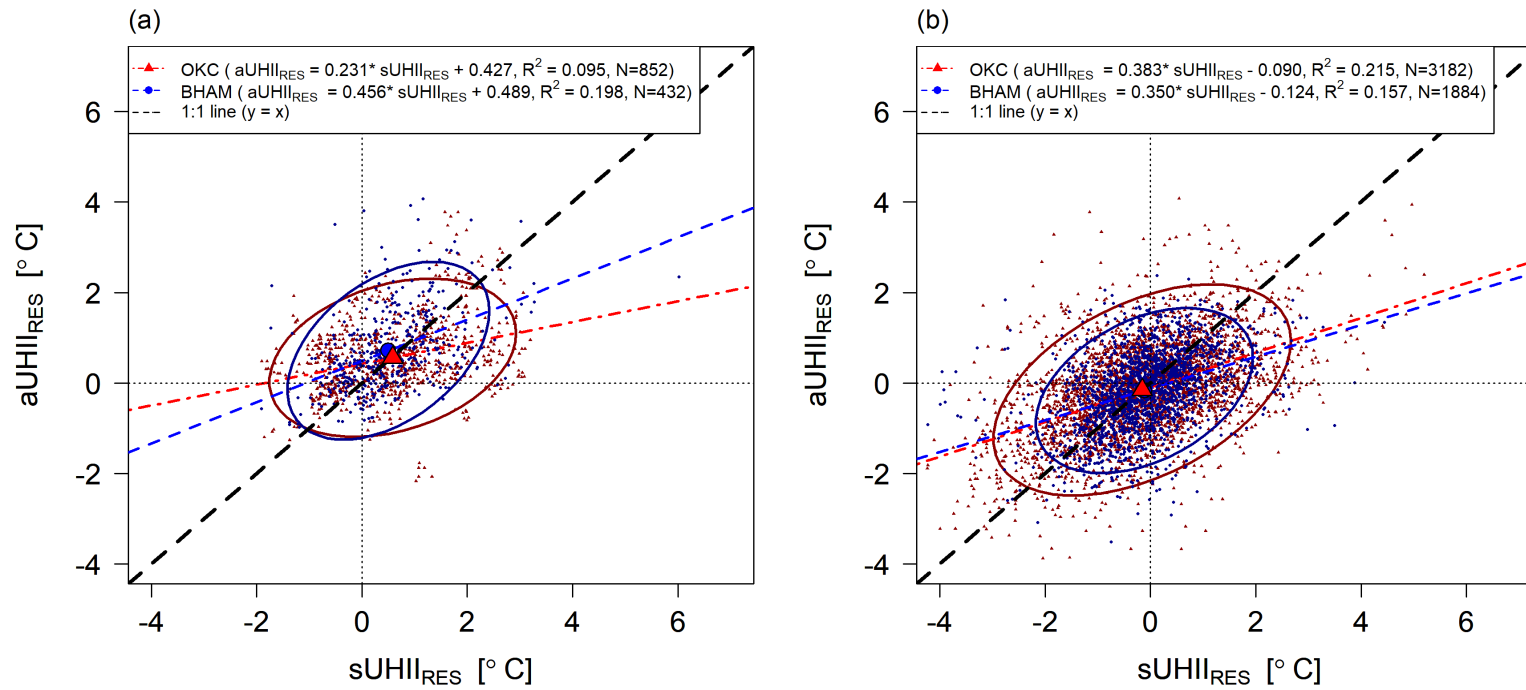 (a)
OKC ( aUHII_RES = 0.231* sUHII_RES + 0.427, R² = 0.095, N=852)
BHAM ( aUHII_RES = 0.456* sUHII_RES + 0.489, R² = 0.198, N=432)
1:1 line (y = x)
6
4
2
0
-2
-4
-4 -2 0 2 4 6
aUHII_RES [° C]
sUHII_RES [° C]
(b)
OKC ( aUHII_RES = 0.383* sUHII_RES - 0.090, R² = 0.215, N=3182)
BHAM ( aUHII_RES = 0.350* sUHII_RES - 0.124, R² = 0.157, N=1884)
1:1 line (y = x)
6
4
2
0
-2
-4
-4 -2 0 2 4 6
aUHII_RES [° C]
sUHII_RES [° C]